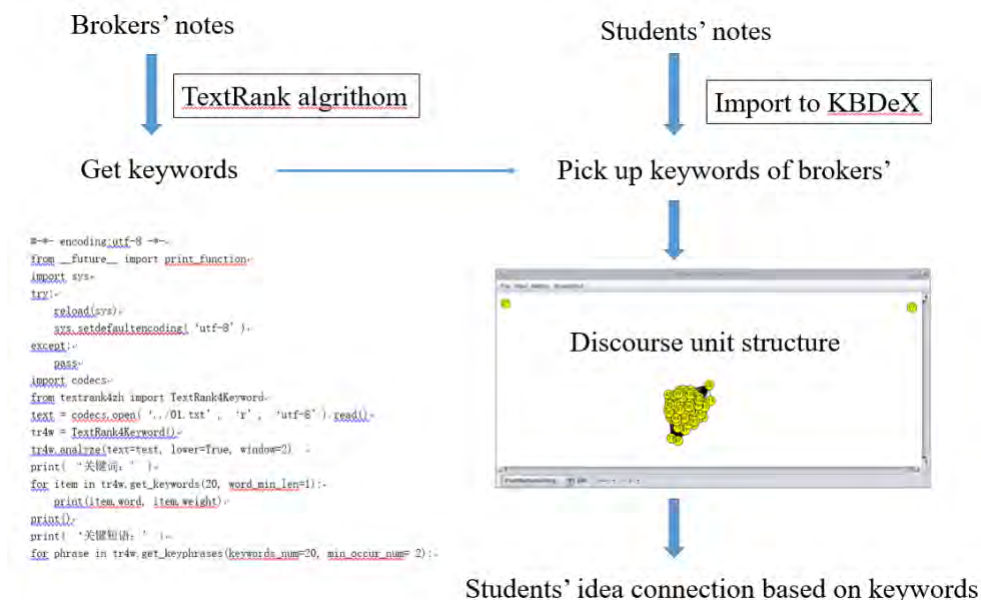 Brokers’ notes
Students’ notes
TextRank algrithom
Import to KBDeX
Get keywords
Pick up keywords of brokers’
#-*- encoding:utf-8 -*-
from __future__ import print_function
import sys
try:
reload(sys)
sys.setdefaultencoding( ‘utf-8’ )
except:
pass
import codecs
from textrank4zh import TextRank4Keyword
text = codecs.open( ‘../01.txt’ , ‘r’ , ‘utf-8’ ).read()
tr4w = TextRank4Keyword()
tr4w.analyze(text=test, lower=True, window=2)
print( ‘关键词：’ )
for item in tr4w.get_keywords(20, word_min_len=1):
print(item.word, item.weight)
print()
print( ‘关键短语：’ )
for phrase in tr4w.get_keyphrases(keywords_num=20, min_occur_num= 2):
Discourse unit structure
Students’ idea connection based on keywords